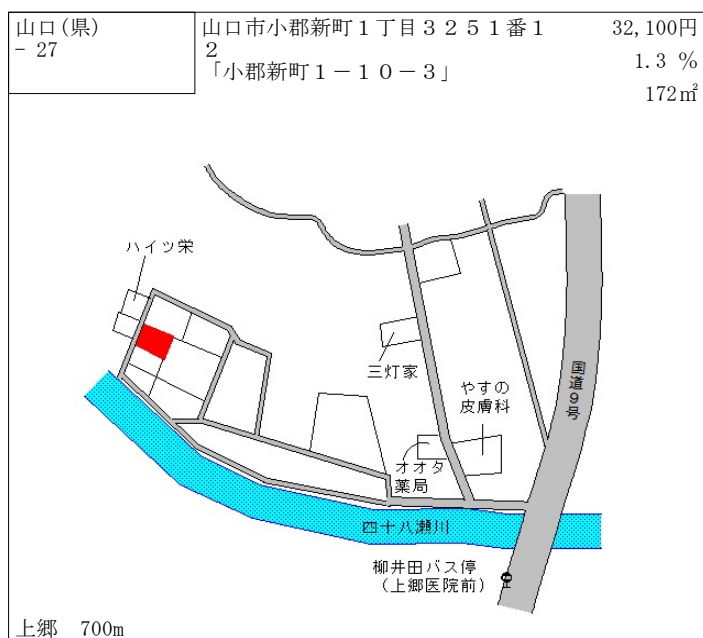 山口(県)
- 27
山口市小郡新町１丁目３２５１番１
２
「小郡新町１－１０－３」
32,100円
1.3 %
172㎡
ハイツ栄
三灯家
やすの
皮膚科
国道９号
オオタ
薬局
四十八瀬川
柳井田バス停
（上郷医院前）
上郷　700m